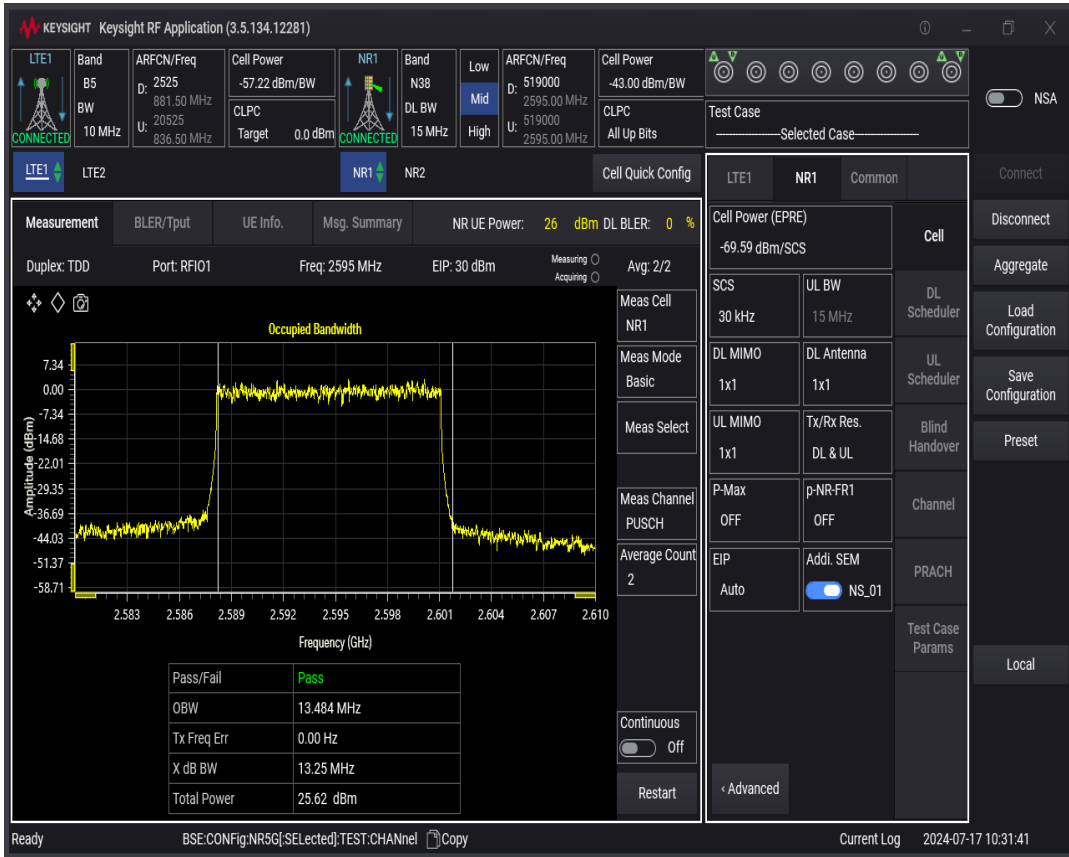 KEYSIGHT Keysight RF Application (3.5.134.12281)
LTE1
CONNECTED
Band
B5
BW
10 MHz
ARFCN/Freq
D: 2525
881.50 MHz
U: 20525
836.50 MHz
Cell Power
-57.22 dBm/BW
CLPC
Target 0.0 dBm
NR1
CONNECTED
Band
N38
DL BW
15 MHz
Low
Mid
High
ARFCN/Freq
D: 519000
2595.00 MHz
U: 519000
2595.00 MHz
Cell Power
-43.00 dBm/BW
CLPC
All Up Bits
Test Case
--------------------Selected Case--------------------
NSA
LTE1 LTE2 NR1 NR2 Cell Quick Config
Measurement BLER/Tput UE Info. Msg. Summary NR UE Power: 26 dBm DL BLER: 0 %
Duplex: TDD Port: RFIO1 Freq: 2595 MHz EIP: 30 dBm Measuring Acquiring Avg: 2/2
Occupied Bandwidth
Amplitude (dBm)
7.34
0.00
-7.34
-14.68
-22.01
-29.35
-36.69
-44.03
-51.37
-58.71
2.583 2.586 2.589 2.592 2.595 2.598 2.601 2.604 2.607 2.610
Frequency (GHz)
Pass/Fail Pass
OBW 13.484 MHz
Tx Freq Err 0.00 Hz
X dB BW 13.25 MHz
Total Power 25.62 dBm
Meas Cell
NR1
Meas Mode
Basic
Meas Select
Meas Channel
PUSCH
Average Count
2
Continuous
Off
Restart
LTE1 NR1 Common
Cell Power (EPRE)
-69.59 dBm/SCS
SCS
30 kHz
UL BW
15 MHz
DL MIMO
1x1
DL Antenna
1x1
UL MIMO
1x1
Tx/Rx Res.
DL & UL
P-Max
OFF
p-NR-FR1
OFF
EIP
Auto
Addi. SEM
NS_01
‹ Advanced
Cell
DL
Scheduler
UL
Scheduler
Blind
Handover
Channel
PRACH
Test Case
Params
Connect
Disconnect
Aggregate
Load
Configuration
Save
Configuration
Preset
Local
Ready BSE:CONFig:NR5G[:SELected]:TEST:CHANnel Copy Current Log 2024-07-17 10:31:41